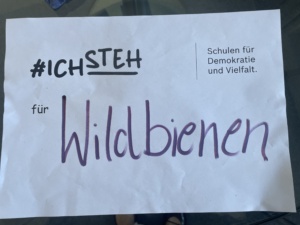 #ICHSTEH
Schulen für
Demokratie
und Vielfalt.
für
Wildbienen